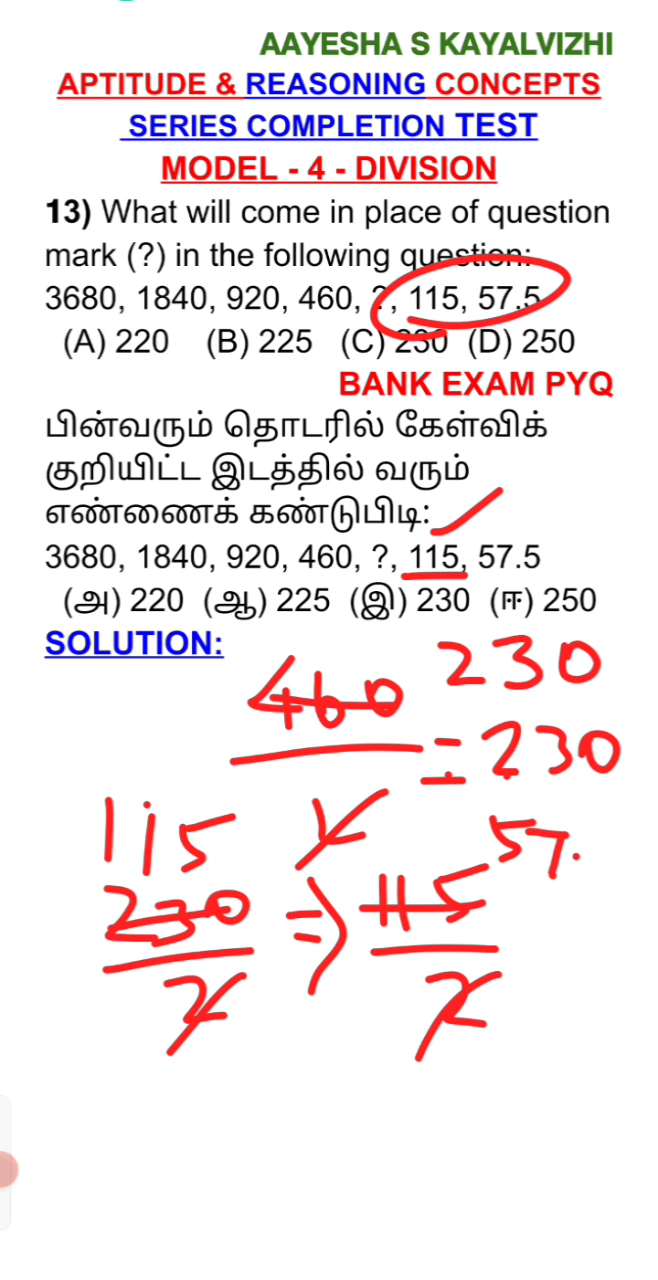 AAYESHA S KAYALVIZHI
APTITUDE & REASONING CONCEPTS
SERIES COMPLETION TEST
MODEL - 4 - DIVISION
13) What will come in place of question
mark (?) in the following question:
3680, 1840, 920, 460, ?, 115, 57.5
(A) 220 (B) 225 (C) 230 (D) 250
BANK EXAM PYQ
பின்வரும் தொடரில் கேள்விக்
குறியிட்ட இடத்தில் வரும்
எண்ணைக் கண்டுபிடி:
3680, 1840, 920, 460, ?, 115, 57.5
(அ) 220 (ஆ) 225 (இ) 230 (ஈ) 250
SOLUTION:
230
460
= 230
2
115 57.
230 ⇒ 115
2 2